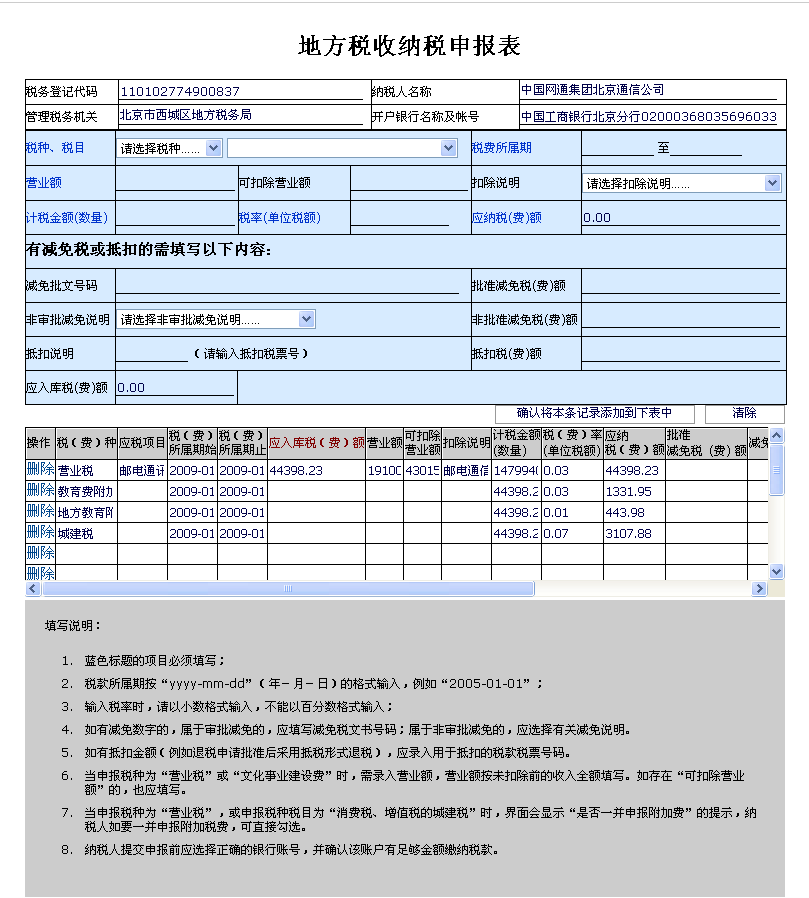 地方税收纳税申报表
税务登记代码 110102774900837 纳税人名称 中国网通集团北京通信公司
管理税务机关 北京市西城区地方税务局 开户银行名称及帐号 中国工商银行北京分行02000368035696033
税种、税目 请选择税种...... 税费所属期 至
营业额 可扣除营业额 扣除说明 请选择扣除说明......
计税金额(数量) 税率(单位税额) 应纳税(费)额 0.00
有减免税或抵扣的需填写以下内容：
减免批文号码 批准减免税(费)额
非审批减免说明 请选择非审批减免说明...... 非批准减免税(费)额
抵扣说明 （请输入抵扣税票号） 抵扣税(费)额
应入库税(费)额 0.00
确认将本条记录添加到下表中 清除
操作 税（费）种 应税项目 税（费）所属期始 税（费）所属期止 应入库税（费）额 营业额 可扣除营业额 扣除说明 计税金额(数量) 税（费）率(单位税额) 应纳税（费）额 批准减免税（费）额 减免
删除 营业税 邮电通讯 2009-01 2009-01 44398.23 19100 43015 邮电通信 1479940 0.03 44398.23
删除 教育费附加 2009-01 2009-01 44398.2 0.03 1331.95
删除 地方教育附 2009-01 2009-01 44398.2 0.01 443.98
删除 城建税 2009-01 2009-01 44398.2 0.07 3107.88
删除
删除
填写说明：
1. 蓝色标题的项目必须填写；
2. 税款所属期按“yyyy-mm-dd”（年－月－日）的格式输入，例如“2005-01-01”；
3. 输入税率时，请以小数格式输入，不能以百分数格式输入；
4. 如有减免数字的，属于审批减免的，应填写减免税文书号码；属于非审批减免的，应选择有关减免说明。
5. 如有抵扣金额（例如退税申请批准后采用抵税形式退税），应录入用于抵扣的税款税票号码。
6. 当申报税种为“营业税”或“文化事业建设费”时，需录入营业额，营业额按未扣除前的收入全额填写。如存在“可扣除营业
额”的，也应填写。
7. 当申报税种为“营业税”，或申报税种税目为“消费税、增值税的城建税”时，界面会显示“是否一并申报附加费”的提示，纳
税人如要一并申报附加税费，可直接勾选。
8. 纳税人提交申报前应选择正确的银行账号，并确认该账户有足够金额缴纳税款。